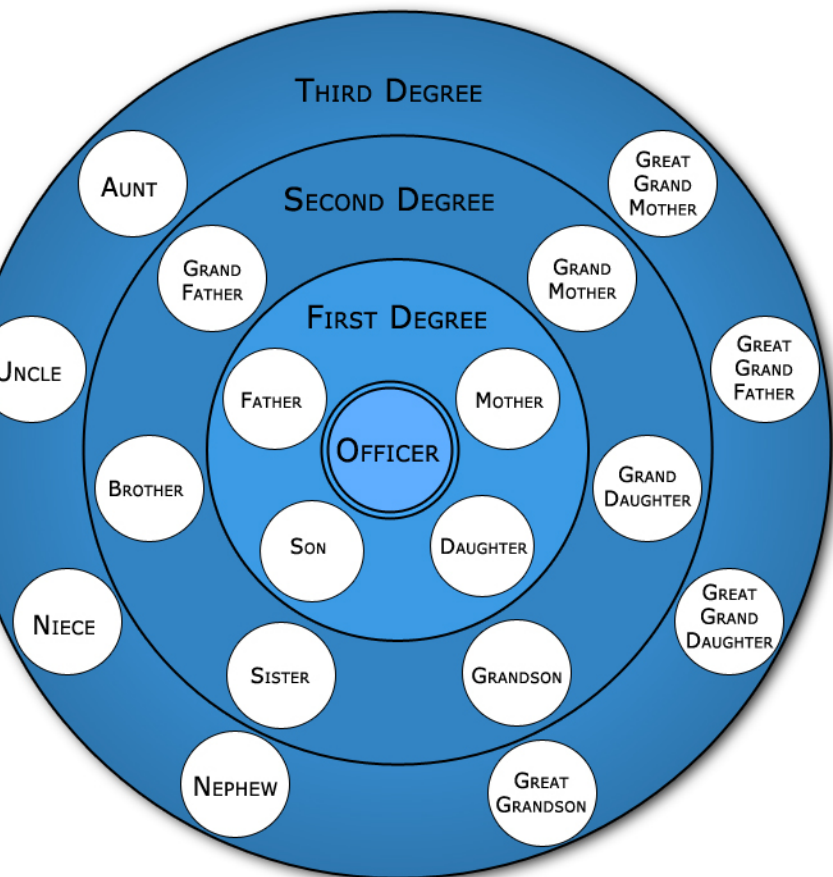 Third Degree
Aunt
Great
Grand
Mother
Second Degree
Grand
Father
Grand
Mother
First Degree
Uncle
Great
Grand
Father
Father
Mother
Officer
Brother
Grand
Daughter
Son
Daughter
Niece
Great
Grand
Daughter
Sister
Grandson
Nephew
Great
Grandson